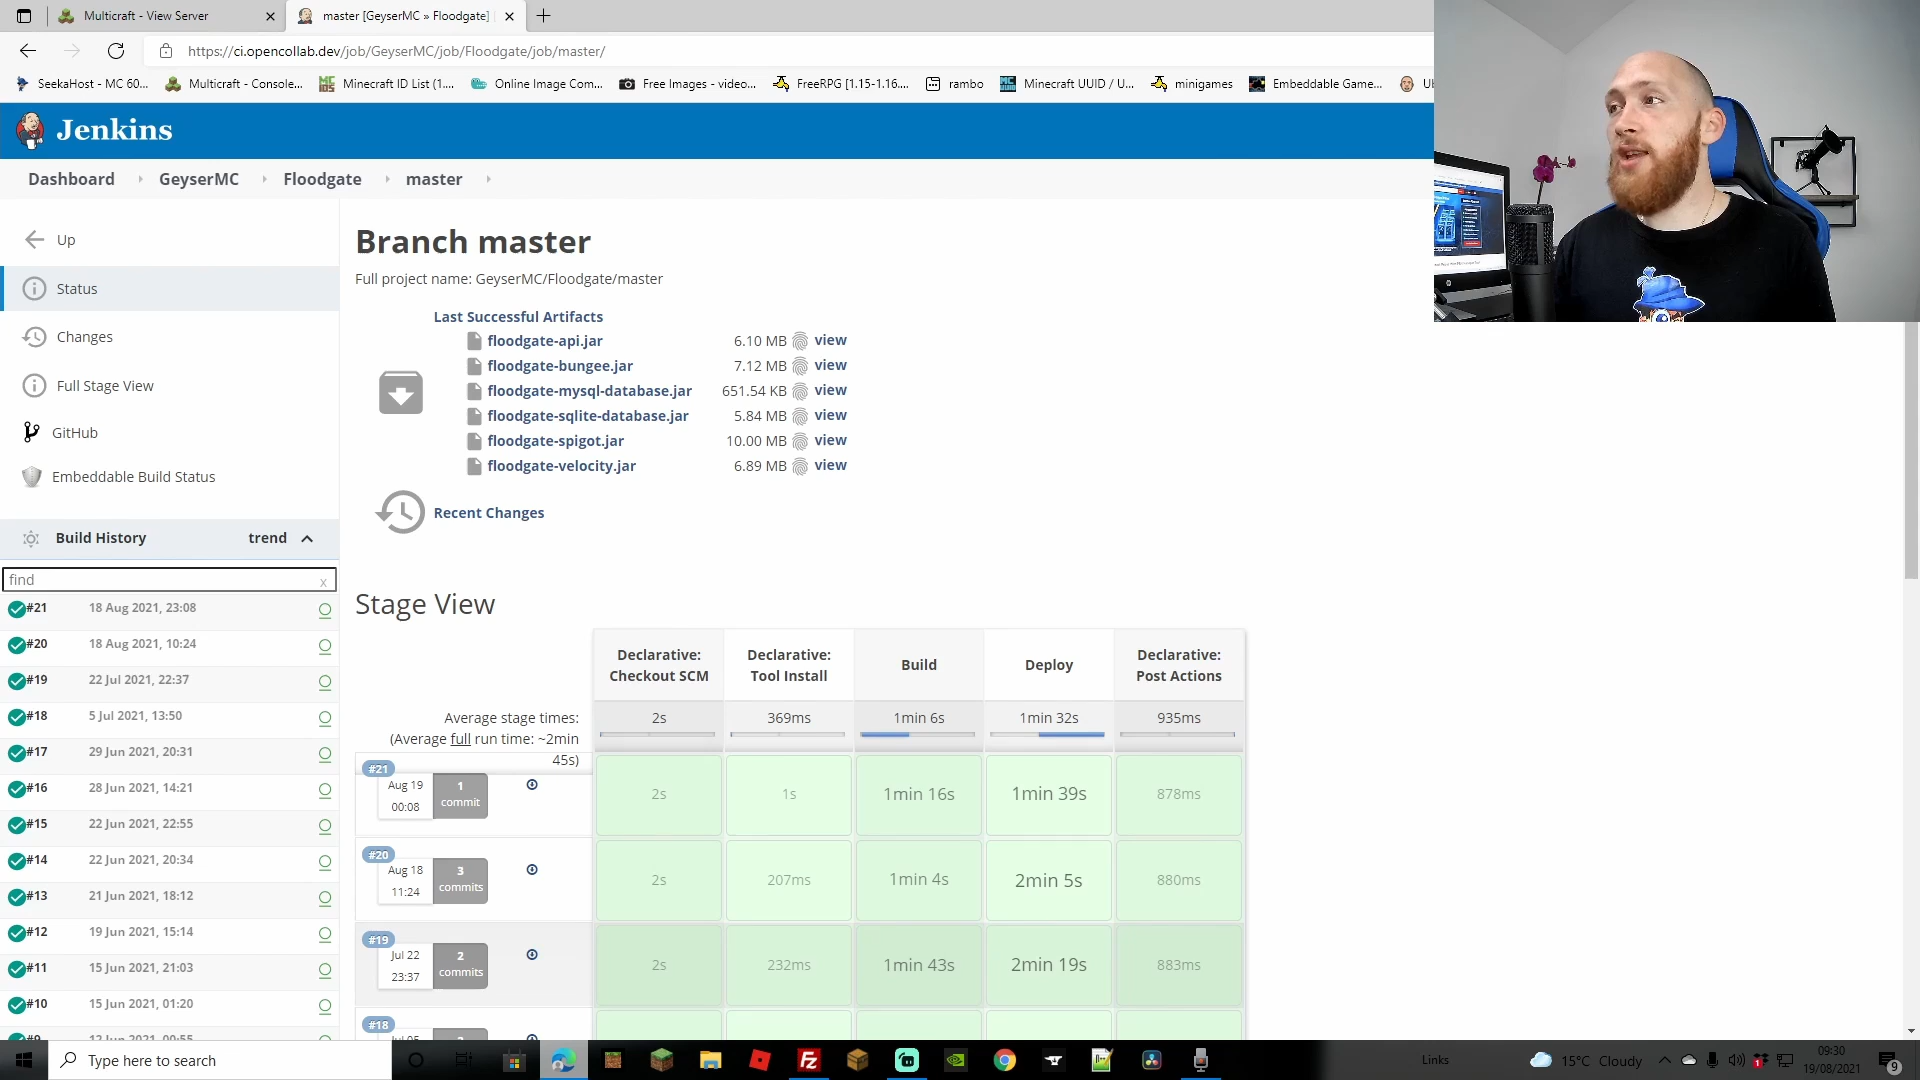 Multicraft - View Server
master [GeyserMC » Floodgate]
https://ci.opencollab.dev/job/GeyserMC/job/Floodgate/job/master/
SeekaHost - MC 60...
Multicraft - Console...
Minecraft ID List (1....
Online Image Com...
Free Images - video...
FreeRPG [1.15-1.16....
rambo
Minecraft UUID / U...
minigames
Embeddable Game...
Jenkins
Dashboard
GeyserMC
Floodgate
master
Up
Status
Changes
Full Stage View
GitHub
Embeddable Build Status
Build History trend
find x
#21 18 Aug 2021, 23:08
#20 18 Aug 2021, 10:24
#19 22 Jul 2021, 22:37
#18 5 Jul 2021, 13:50
#17 29 Jun 2021, 20:31
#16 28 Jun 2021, 14:21
#15 22 Jun 2021, 22:55
#14 22 Jun 2021, 20:34
#13 21 Jun 2021, 18:12
#12 19 Jun 2021, 15:14
#11 15 Jun 2021, 21:03
#10 15 Jun 2021, 01:20
Branch master
Full project name: GeyserMC/Floodgate/master
Last Successful Artifacts
floodgate-api.jar 6.10 MB view
floodgate-bungee.jar 7.12 MB view
floodgate-mysql-database.jar 651.54 KB view
floodgate-sqlite-database.jar 5.84 MB view
floodgate-spigot.jar 10.00 MB view
floodgate-velocity.jar 6.89 MB view
Recent Changes
Stage View
Declarative: Checkout SCM
Declarative: Tool Install
Build
Deploy
Declarative: Post Actions
Average stage times:
(Average full run time: ~2min
45s)
2s 369ms 1min 6s 1min 32s 935ms
#21
Aug 19
00:08
1
commit
2s 1s 1min 16s 1min 39s 878ms
#20
Aug 18
11:24
3
commits
2s 207ms 1min 4s 2min 5s 880ms
#19
Jul 22
23:37
2
commits
2s 232ms 1min 43s 2min 19s 883ms
#18
Type here to search
Links
15°C Cloudy
09:30
19/08/2021
9